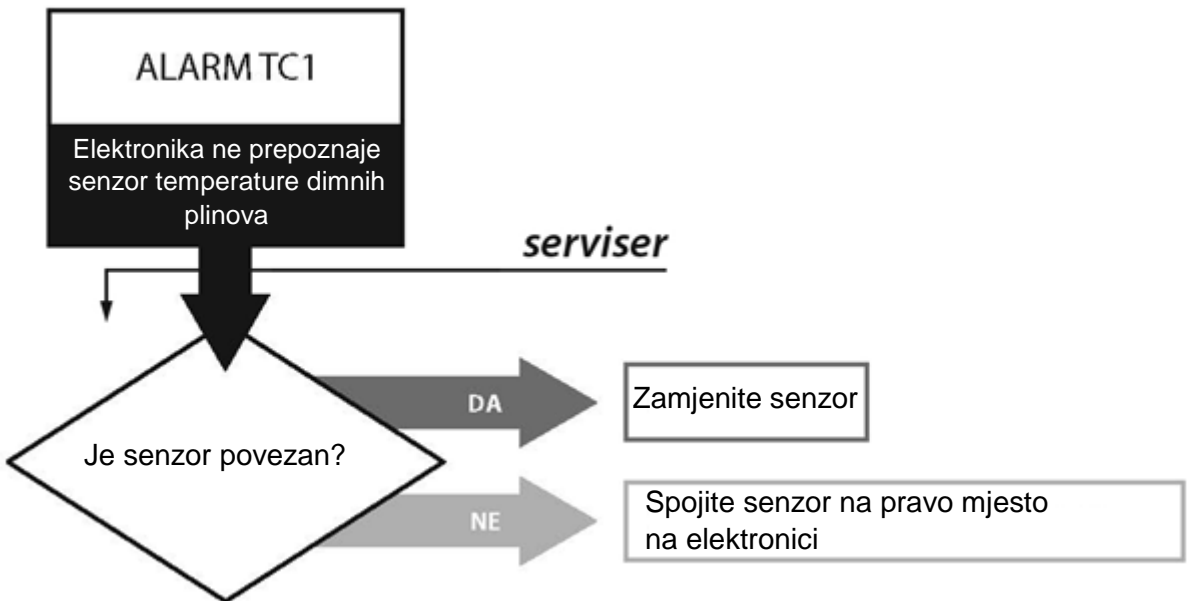 ALARM TC1
Elektronika ne prepoznaje
senzor temperature dimnih
plinova
serviser
Je senzor povezan?
DA
Zamjenite senzor
NE
Spojite senzor na pravo mjesto
na elektronici